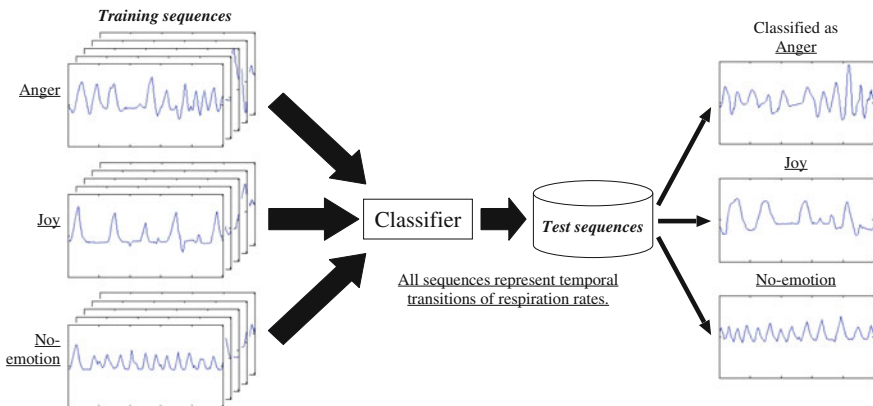 Training sequences
Anger
Joy
No-
emotion
Classifier
Test sequences
All sequences represent temporal
transitions of respiration rates.
Classified as
Anger
Joy
No-emotion